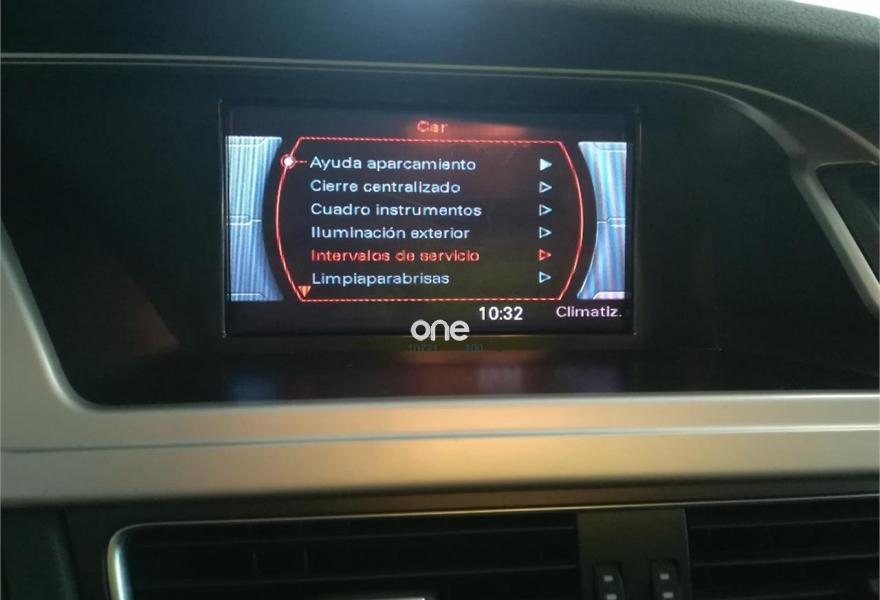 Car
Ayuda aparcamiento
Cierre centralizado
Cuadro instrumentos
Iluminación exterior
Intervalos de servicio
Limpiaparabrisas
10:32 Climatiz.
one